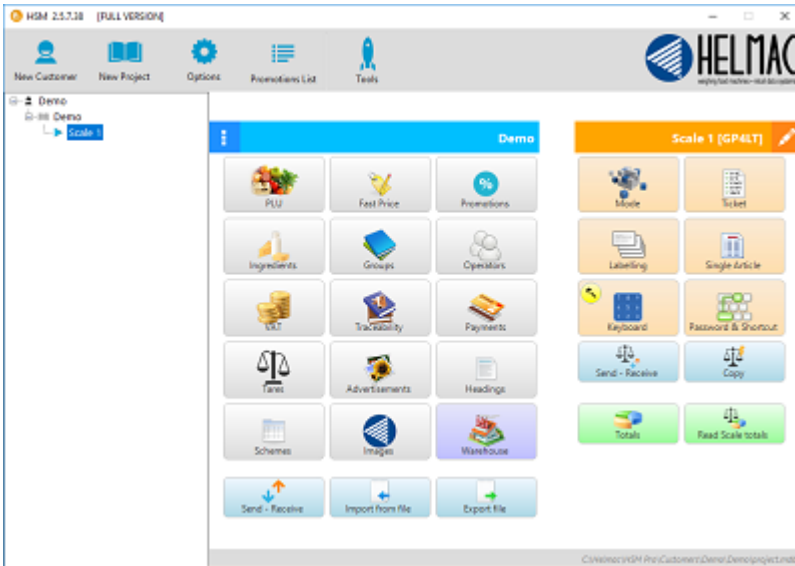 HSM 2.5.7.38 [FULL VERSION]
New Customer New Project Options Promotions List Tools
HELMAC
Demo
Demo
Scale 1
Demo
Scale 1 [GP4LT]
PLU Fast Price Promotions
Mode Ticket
Ingredients Groups Operators
Labelling Single Article
VAT Traceability Payments
Keyboard Password & Shortcut
Tares Advertisements Headings
Send - Receive Copy
Schemes Images Warehouse
Totals Read Scale totals
Send - Receive Import from file Export file